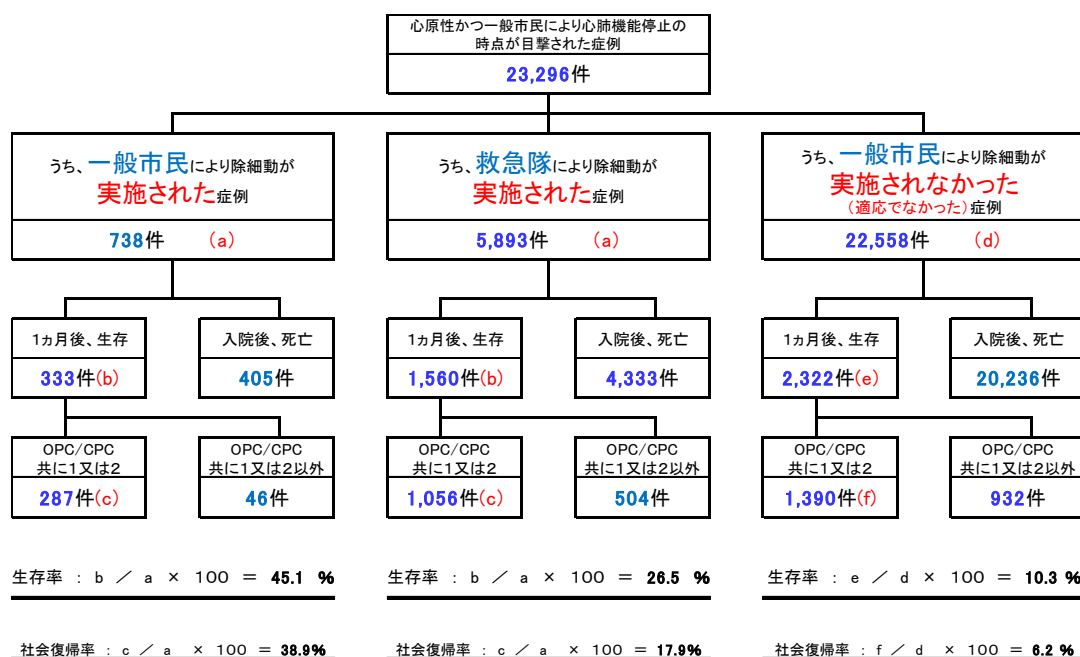 心原性かつ一般市民により心肺機能停止の
時点が目撃された症例
23,296件
うち、一般市民により除細動が
実施された症例
738件 （a）
うち、救急隊により除細動が
実施された症例
5,893件 （a）
うち、一般市民により除細動が
実施されなかった
（適応でなかった）症例
22,558件 （d）
1ヵ月後、生存
333件(b)
入院後、死亡
405件
1ヵ月後、生存
1,560件(b)
入院後、死亡
4,333件
1ヵ月後、生存
2,322件(e)
入院後、死亡
20,236件
OPC/CPC
共に1又は2
287件(c)
OPC/CPC
共に1又は2以外
46件
OPC/CPC
共に1又は2
1,056件(c)
OPC/CPC
共に1又は2以外
504件
OPC/CPC
共に1又は2
1,390件(f)
OPC/CPC
共に1又は2以外
932件
生存率 ： b ／ a × 100 ＝ 45.1 %
生存率 ： b ／ a × 100 ＝ 26.5 %
生存率 ： e ／ d × 100 ＝ 10.3 %
社会復帰率 ： c ／ a × 100 ＝ 38.9%
社会復帰率 ： c ／ a × 100 ＝ 17.9%
社会復帰率 ： f ／ d × 100 ＝ 6.2 %